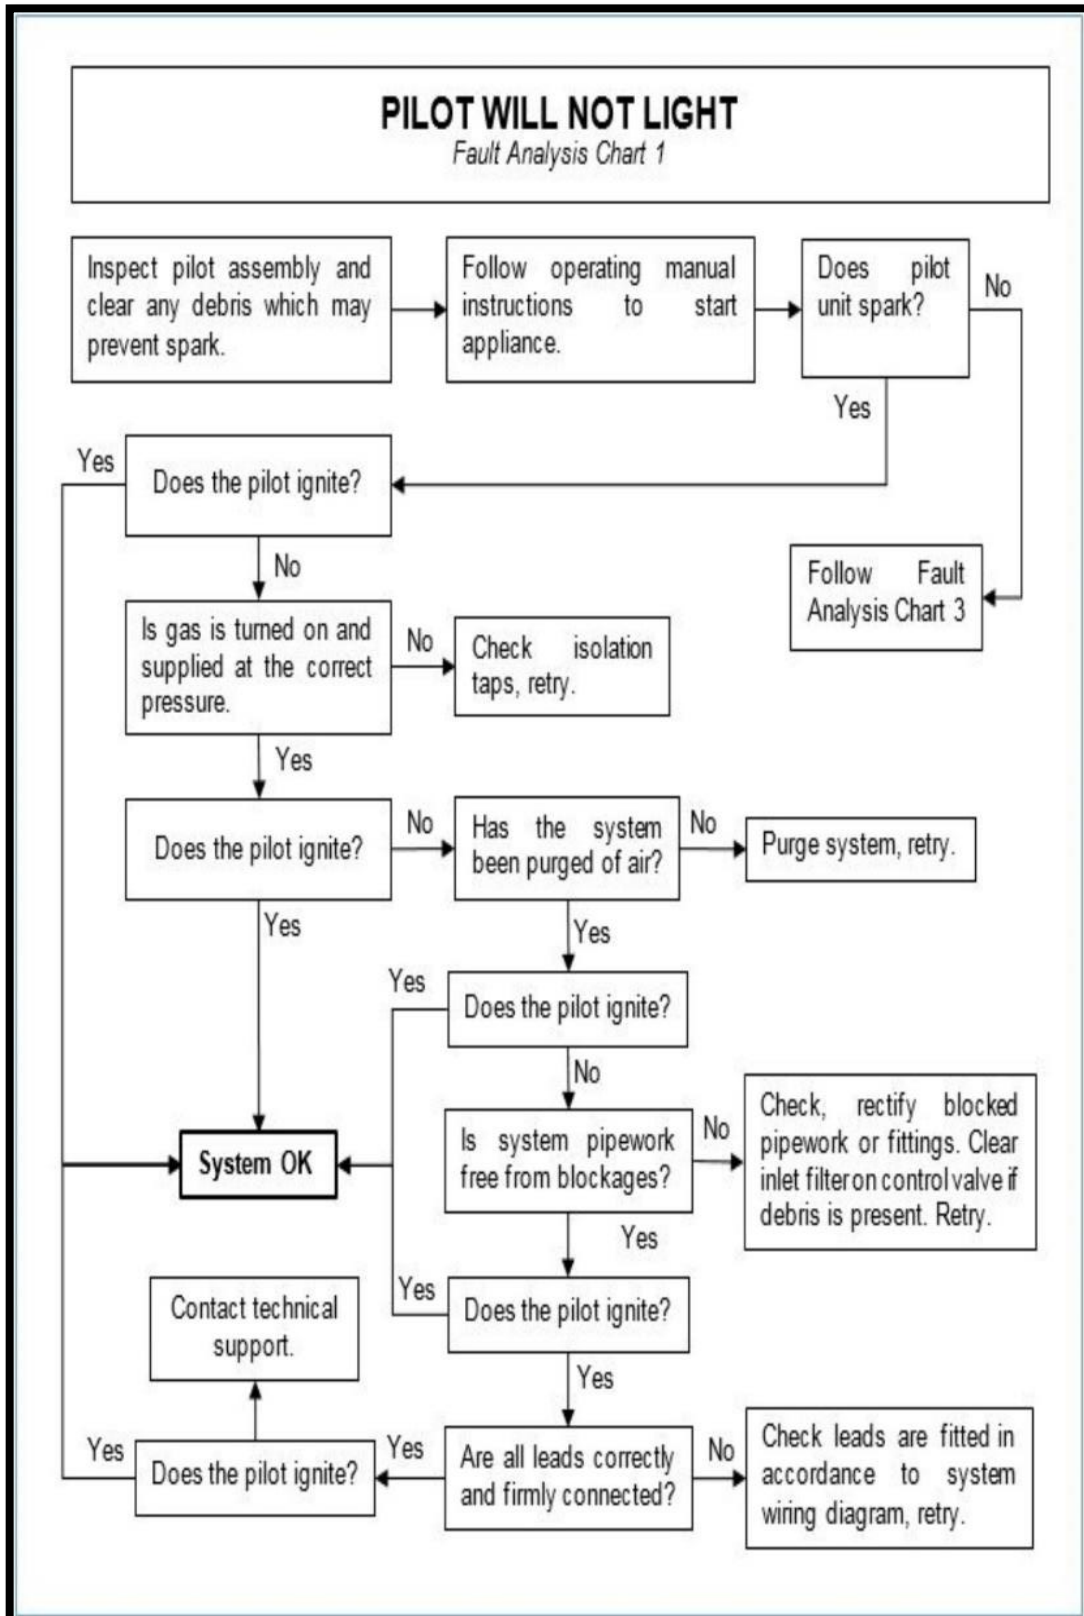 PILOT WILL NOT LIGHT
Fault Analysis Chart 1
Inspect pilot assembly and
clear any debris which may
prevent spark.
Follow operating manual
instructions to start
appliance.
Does pilot
unit spark?
No
Yes
Yes
Does the pilot ignite?
No
Follow Fault
Analysis Chart 3
Is gas is turned on and
supplied at the correct
pressure.
No
Check isolation
taps, retry.
Yes
Does the pilot ignite?
No
Has the system
been purged of air?
No
Purge system, retry.
Yes
Yes
Yes
Does the pilot ignite?
No
System OK
Is system pipework
free from blockages?
No
Check, rectify blocked
pipework or fittings. Clear
inlet filter on control valve if
debris is present. Retry.
Yes
Contact technical
support.
Yes
Does the pilot ignite?
Yes
Yes
Does the pilot ignite?
Yes
Are all leads correctly
and firmly connected?
No
Check leads are fitted in
accordance to system
wiring diagram, retry.